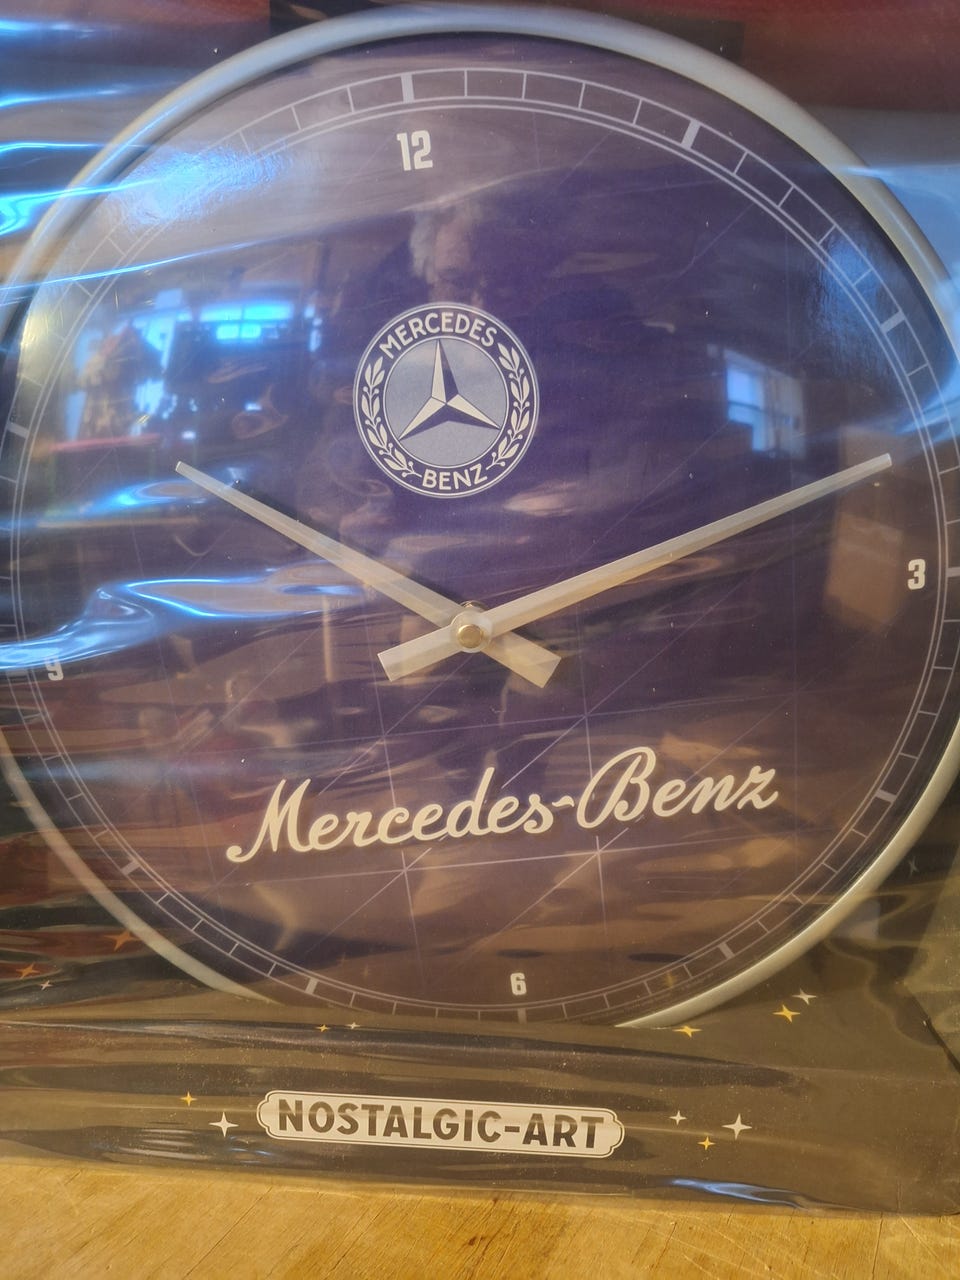 12
MERCEDES
BENZ
3
9
Mercedes-Benz
6
NOSTALGIC-ART